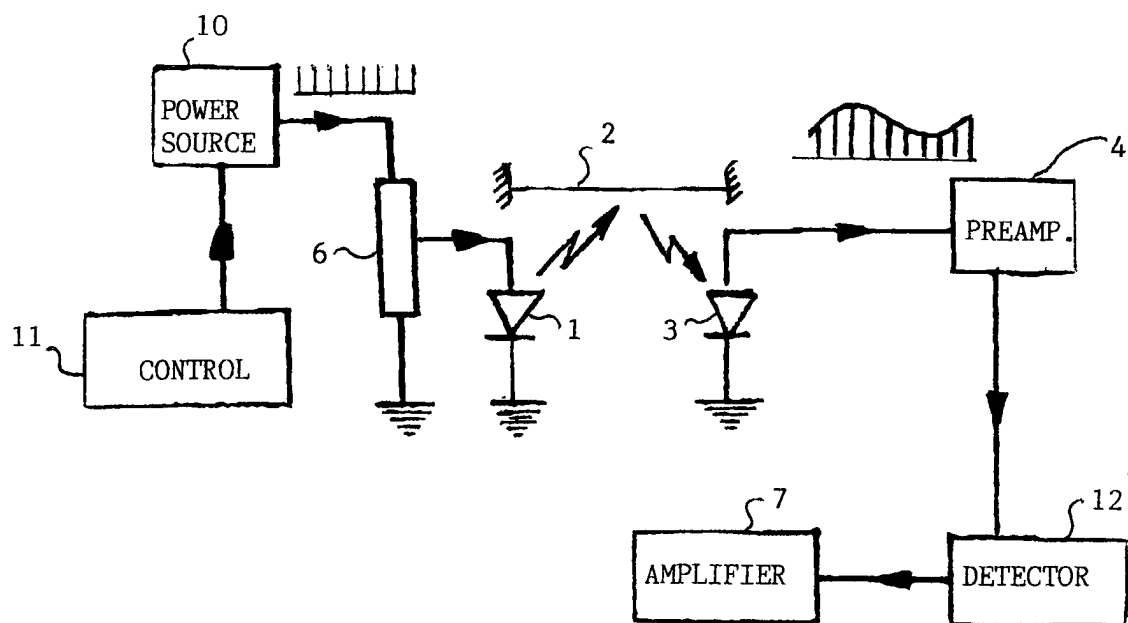 10
POWER
SOURCE
2
4
PREAMP.
6
1
3
11
CONTROL
7
12
AMPLIFIER
DETECTOR